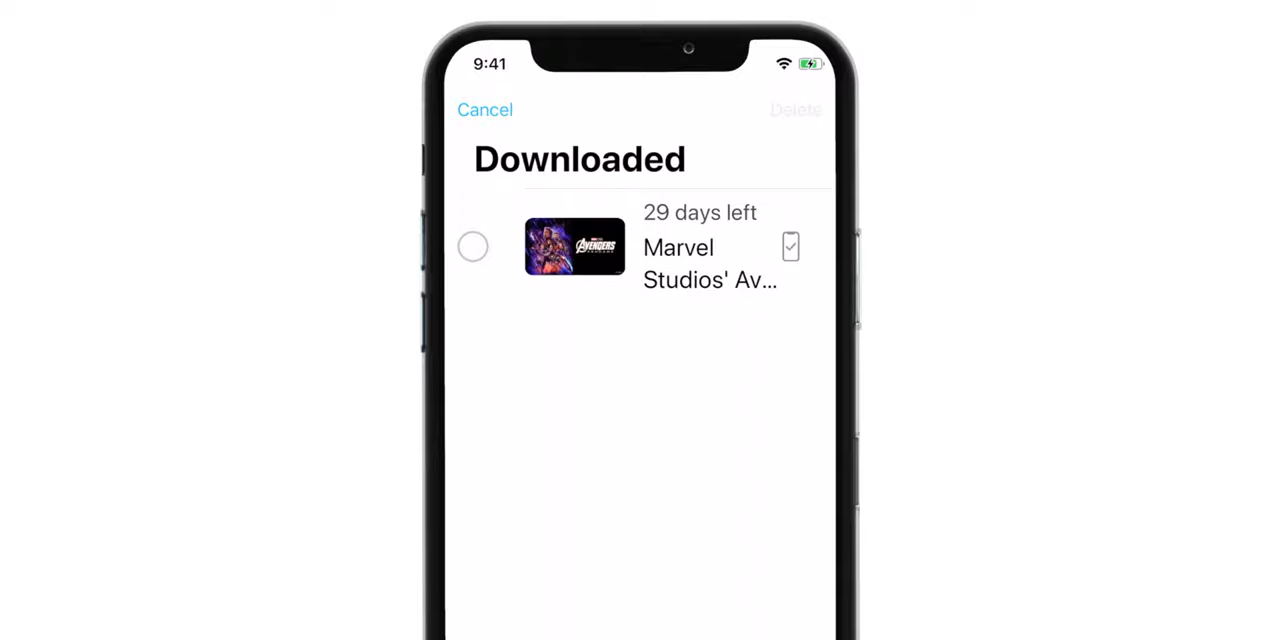 9:41
Cancel
Delete
Downloaded
29 days left
Marvel
Studios' Av...
AVENGERS